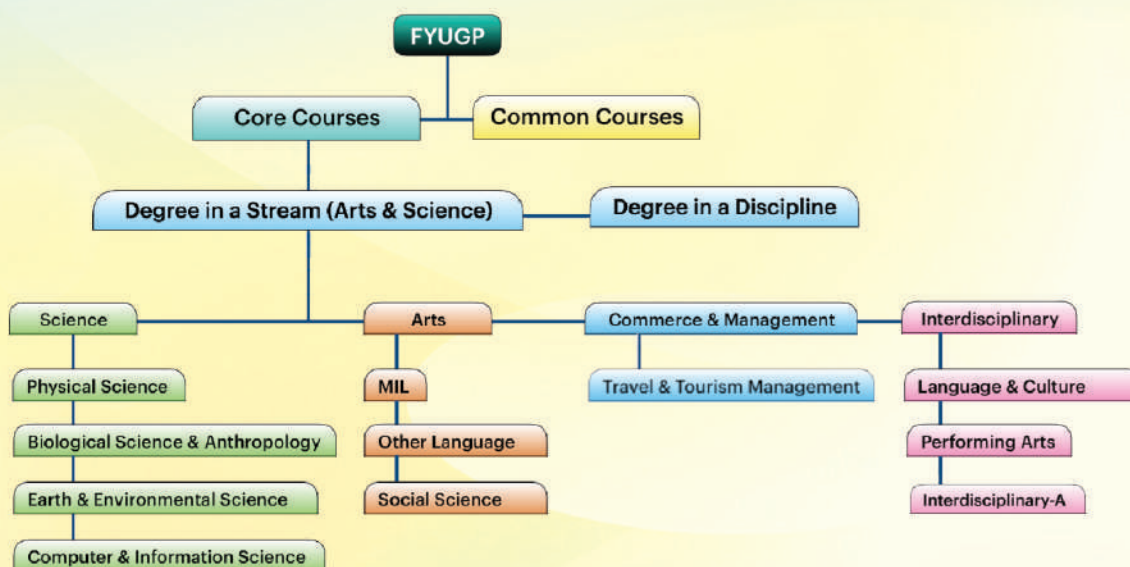 FYUGP
Core Courses
Common Courses
Degree in a Stream (Arts & Science)
Degree in a Discipline
Science
Arts
Commerce & Management
Interdisciplinary
Physical Science
MIL
Travel & Tourism Management
Language & Culture
Biological Science & Anthropology
Other Language
Performing Arts
Earth & Environmental Science
Social Science
Interdisciplinary-A
Computer & Information Science